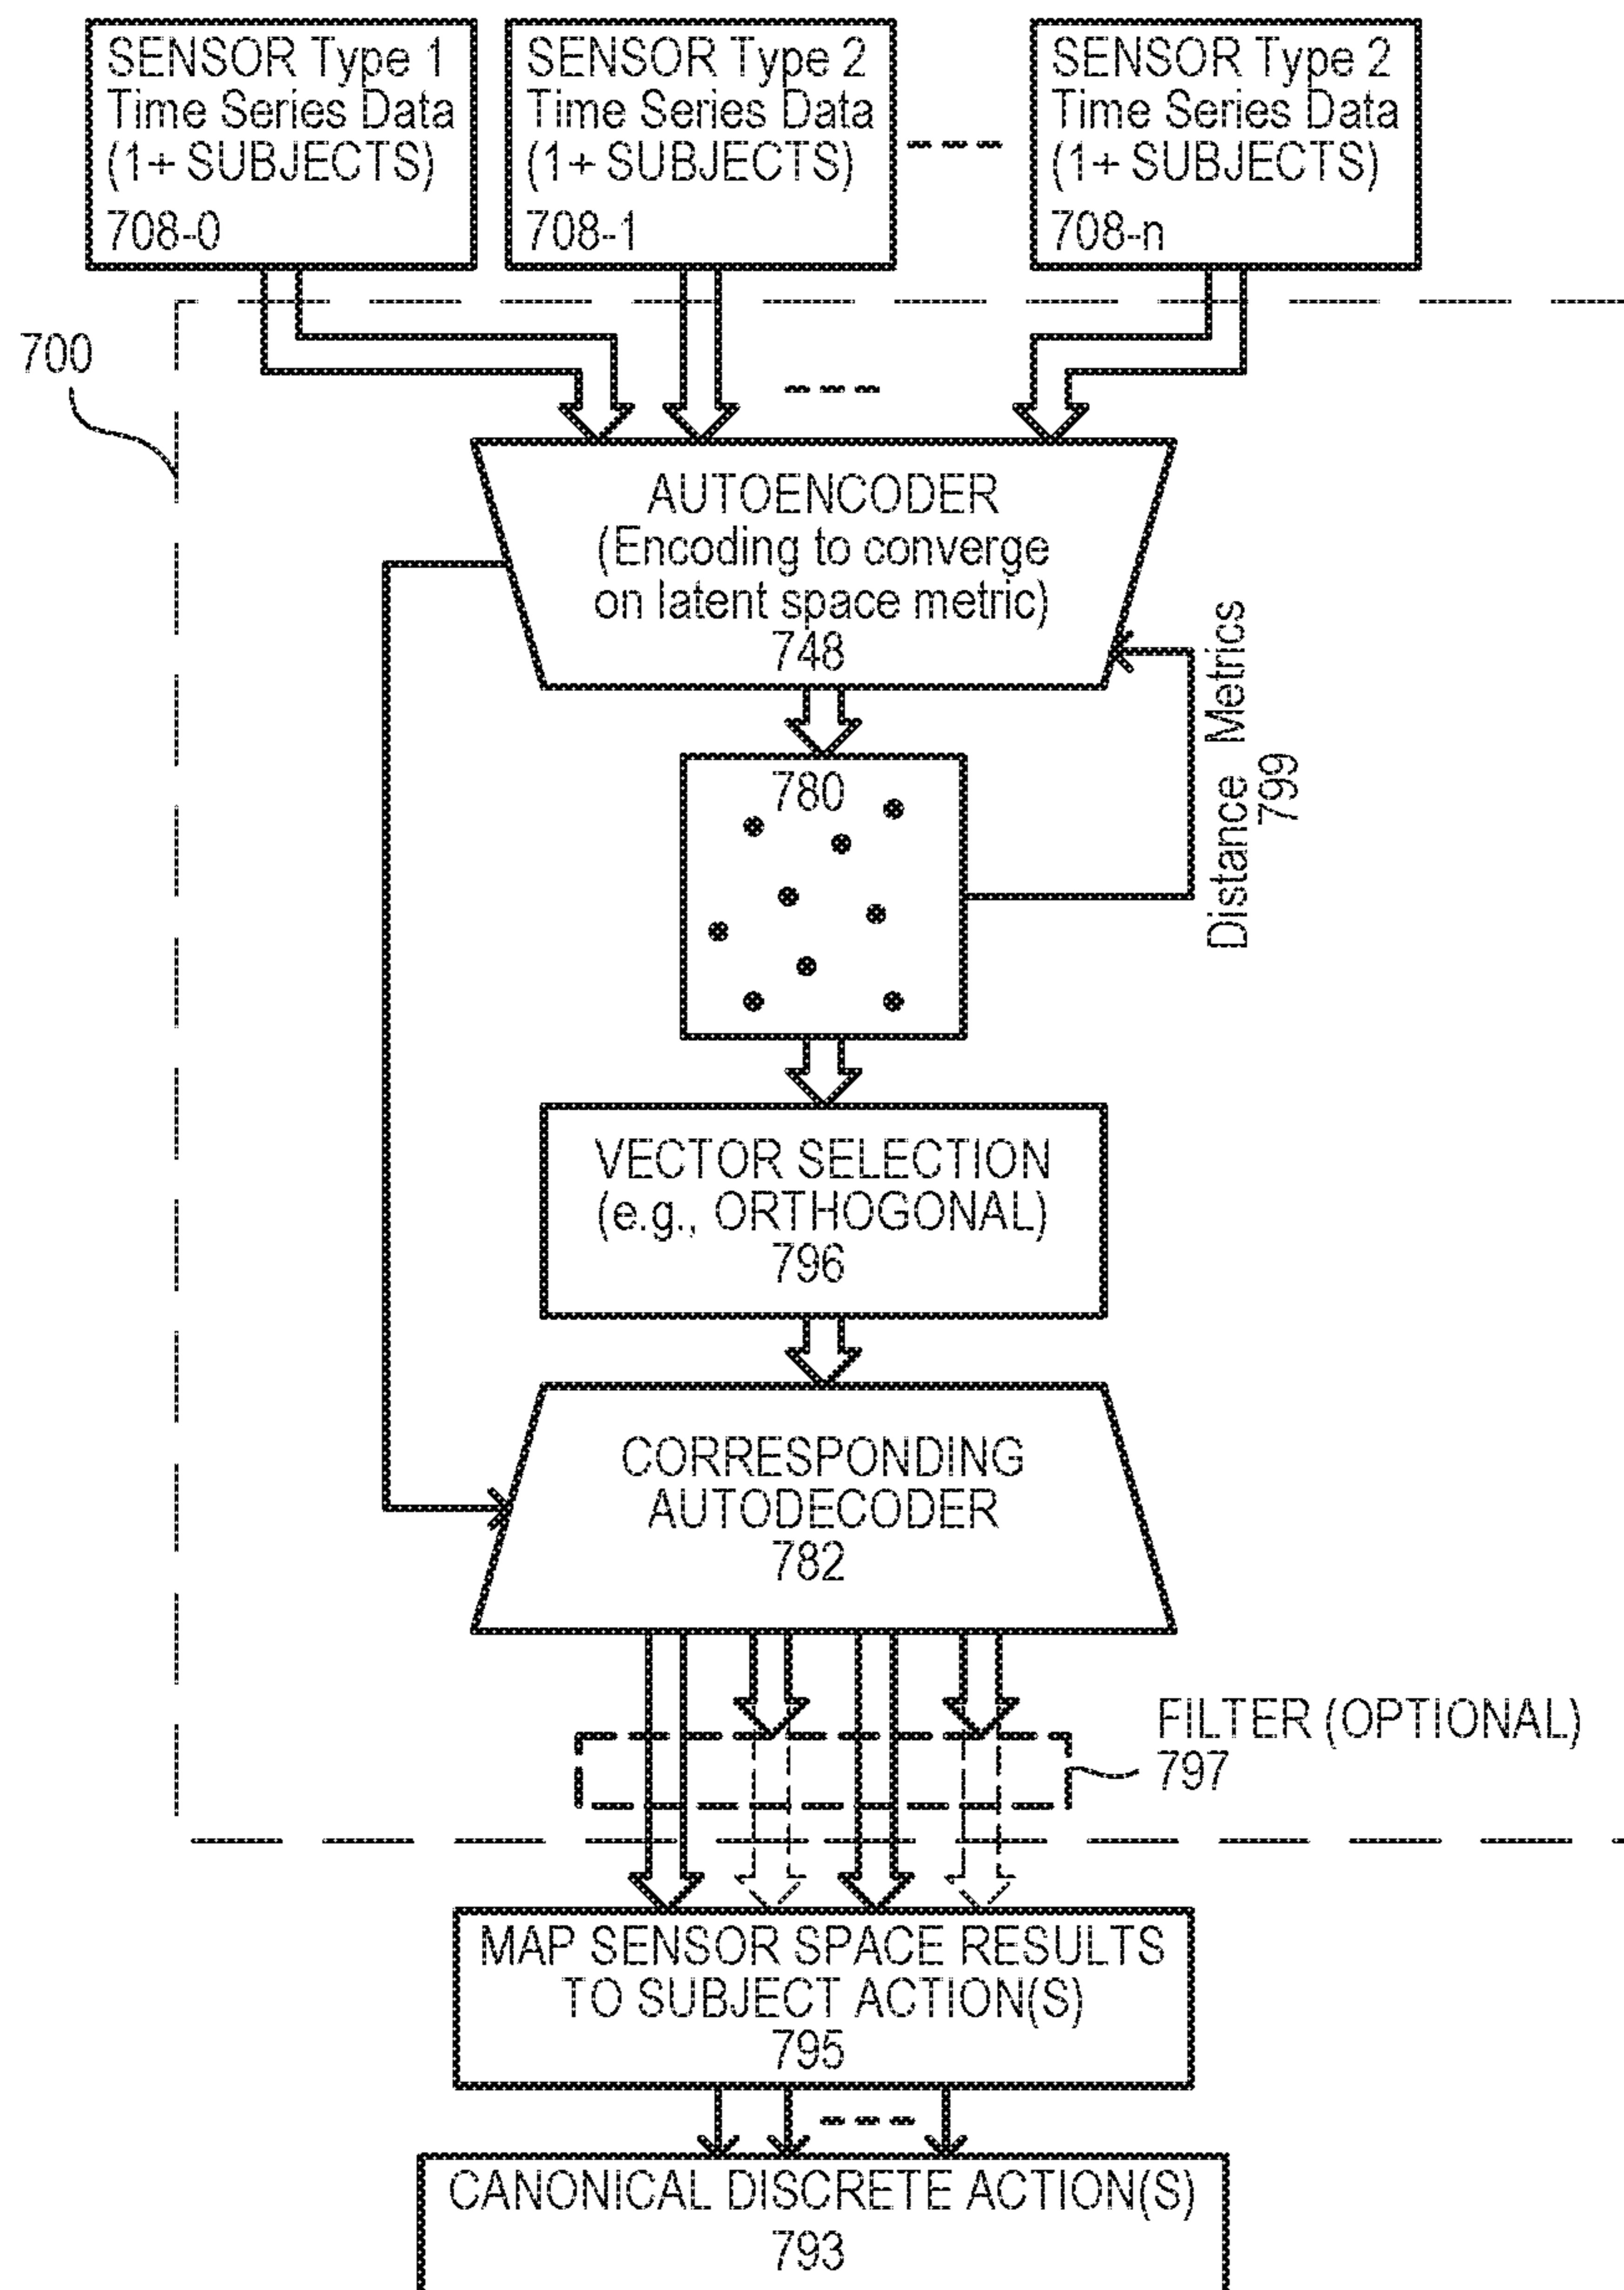 SENSOR Type 1
Time Series Data
(1+ SUBJECTS)
708-0
SENSOR Type 2
Time Series Data
(1+ SUBJECTS)
708-1
SENSOR Type 2
Time Series Data
(1+ SUBJECTS)
708-n
700
AUTOENCODER
(Encoding to converge
on latent space metric)
748
Distance Metrics
799
780
VECTOR SELECTION
(e.g., ORTHOGONAL)
796
CORRESPONDING
AUTODECODER
782
FILTER (OPTIONAL)
797
MAP SENSOR SPACE RESULTS
TO SUBJECT ACTION(S)
795
CANONICAL DISCRETE ACTION(S)
793